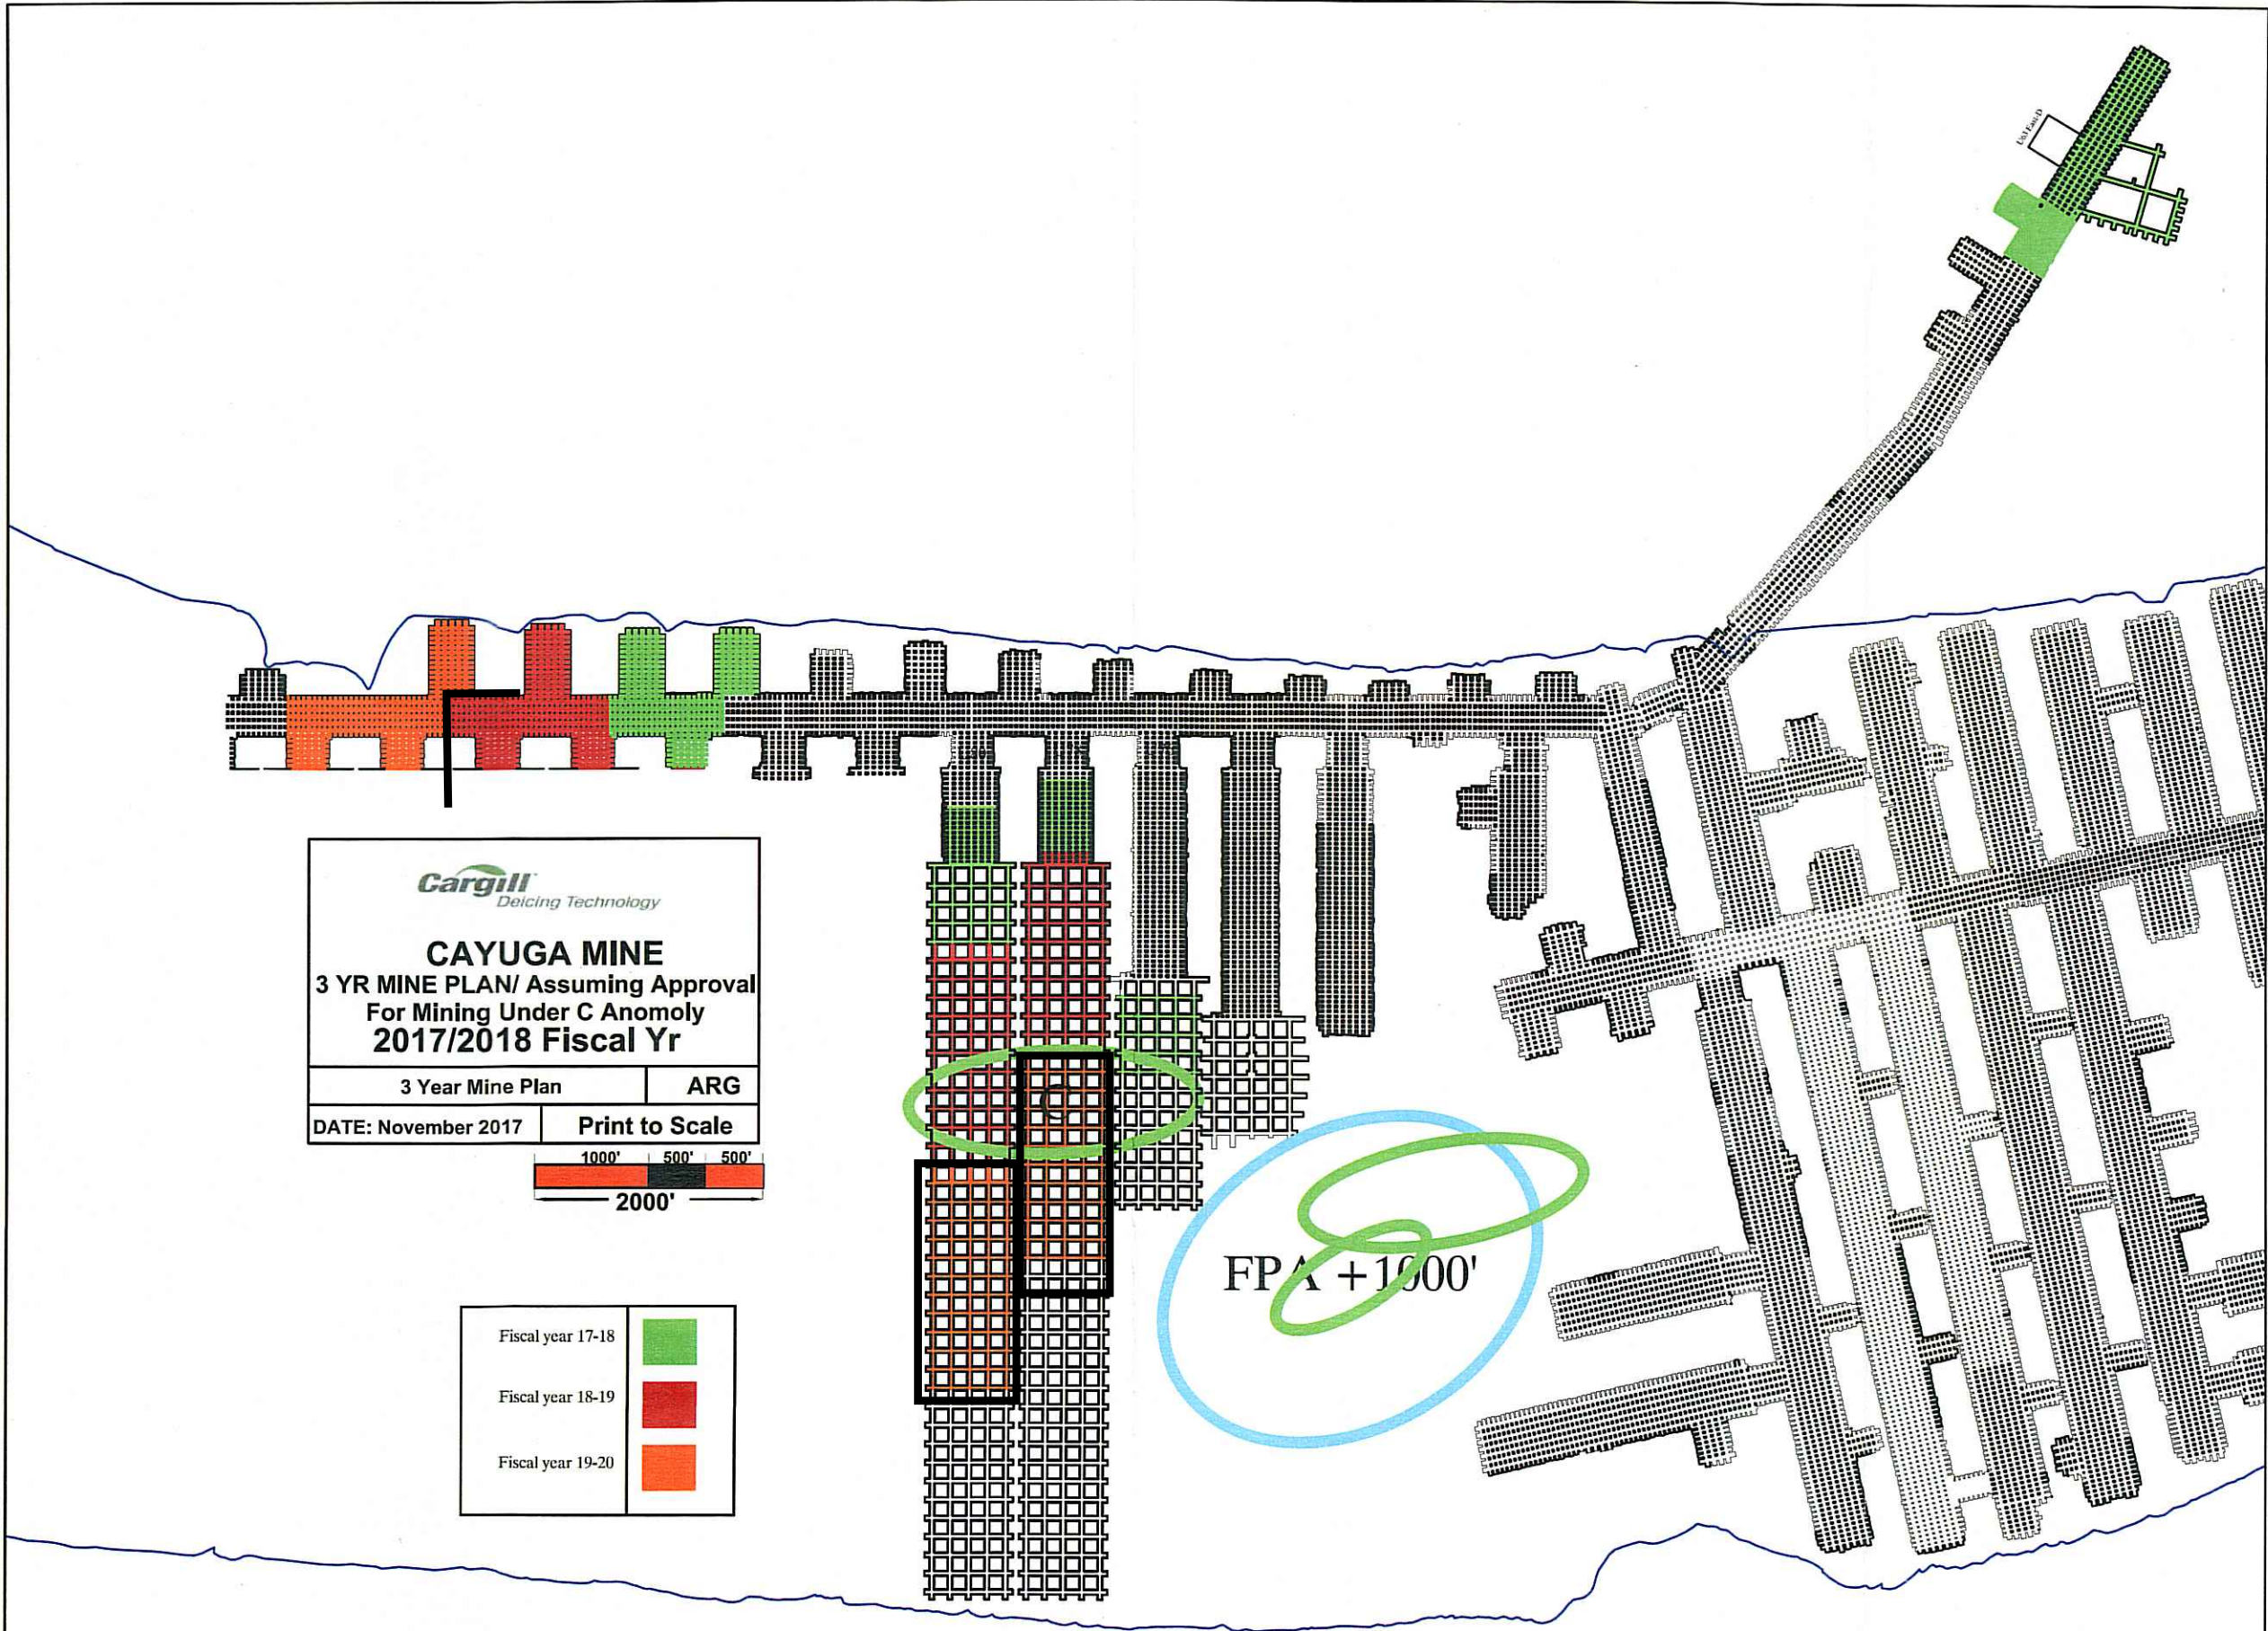 U63 East-D
Cargill
Deicing Technology
CAYUGA MINE
3 YR MINE PLAN/ Assuming Approval
For Mining Under C Anomoly
2017/2018 Fiscal Yr
3 Year Mine Plan
ARG
DATE: November 2017
Print to Scale
1000' 500' 500'
2000'
C
FPA +1000'
Fiscal year 17-18
Fiscal year 18-19
Fiscal year 19-20